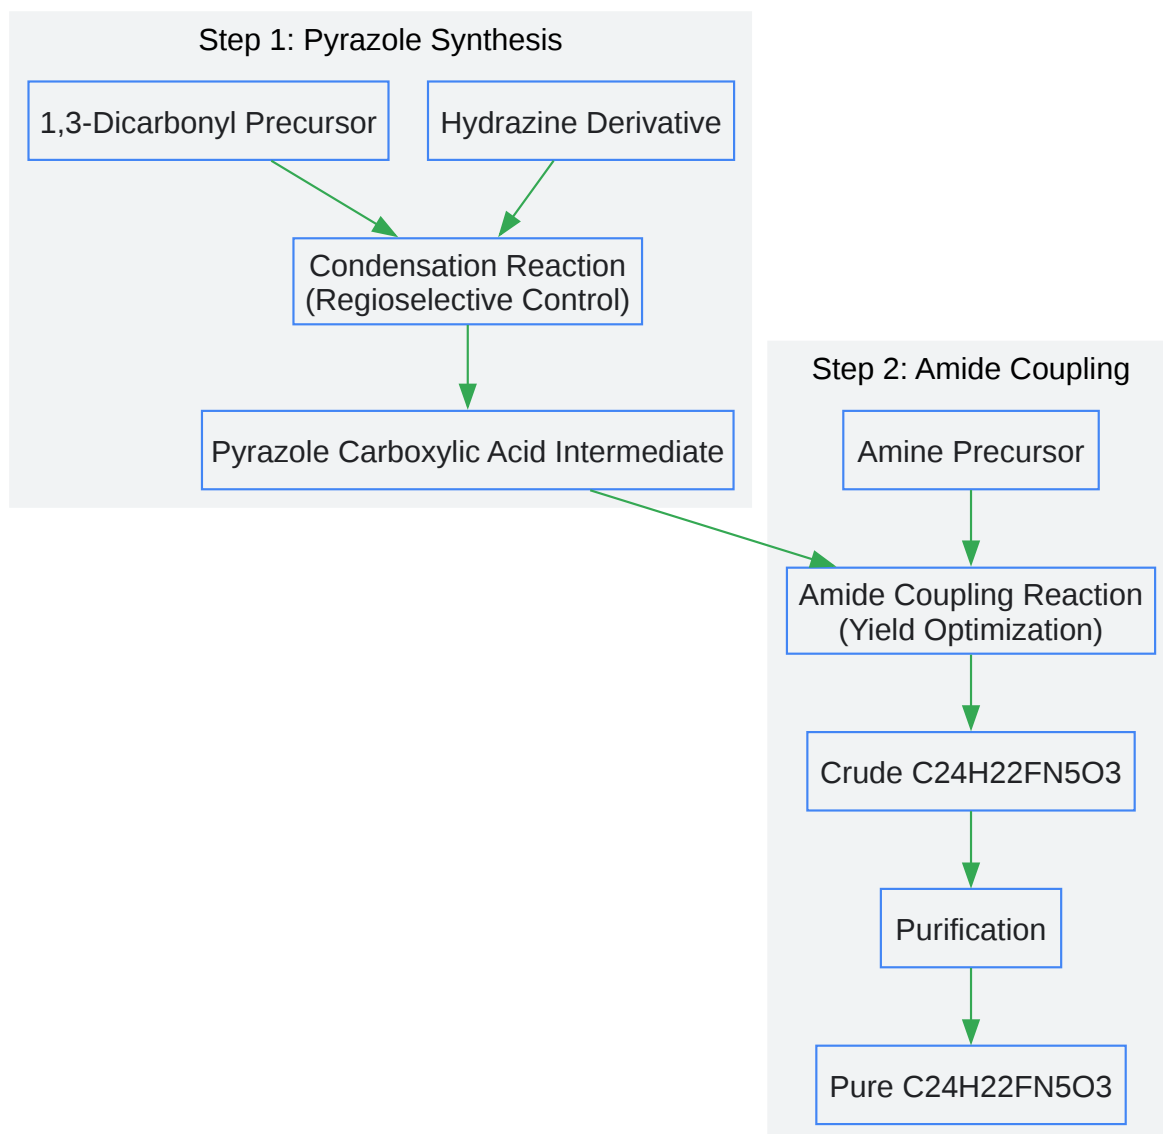 Step 1: Pyrazole Synthesis
1,3-Dicarbonyl Precursor
Hydrazine Derivative
Condensation Reaction
(Regioselective Control)
Pyrazole Carboxylic Acid Intermediate
Step 2: Amide Coupling
Amine Precursor
Amide Coupling Reaction
(Yield Optimization)
Crude C24H22FN5O3
Purification
Pure C24H22FN5O3